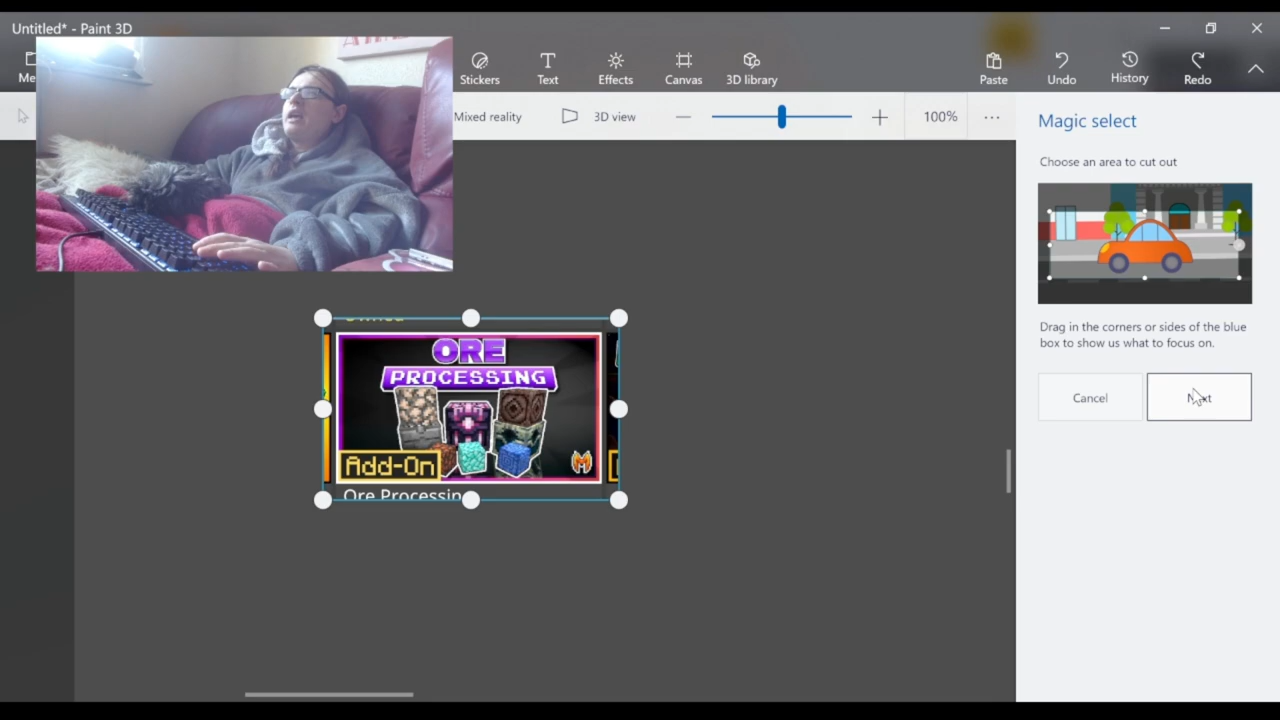 Untitled* - Paint 3D
Stickers
Text
Effects
Canvas
3D library
Paste
Undo
History
Redo
Mixed reality
3D view
100%
Magic select
Choose an area to cut out
Drag in the corners or sides of the blue
box to show us what to focus on.
Cancel
ORE
PROCESSING
Add-On